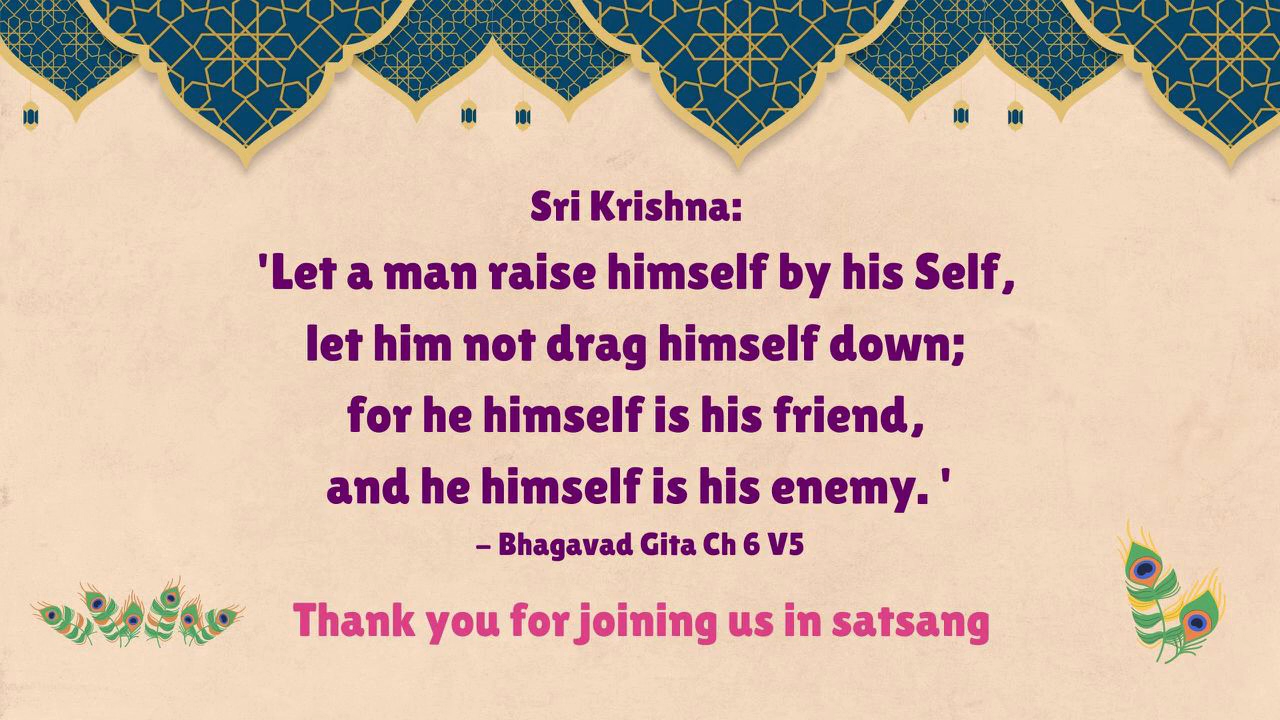 Sri Krishna:
'Let a man raise himself by his Self,
let him not drag himself down;
for he himself is his friend,
and he himself is his enemy. '
– Bhagavad Gita Ch 6 V5
Thank you for joining us in satsang